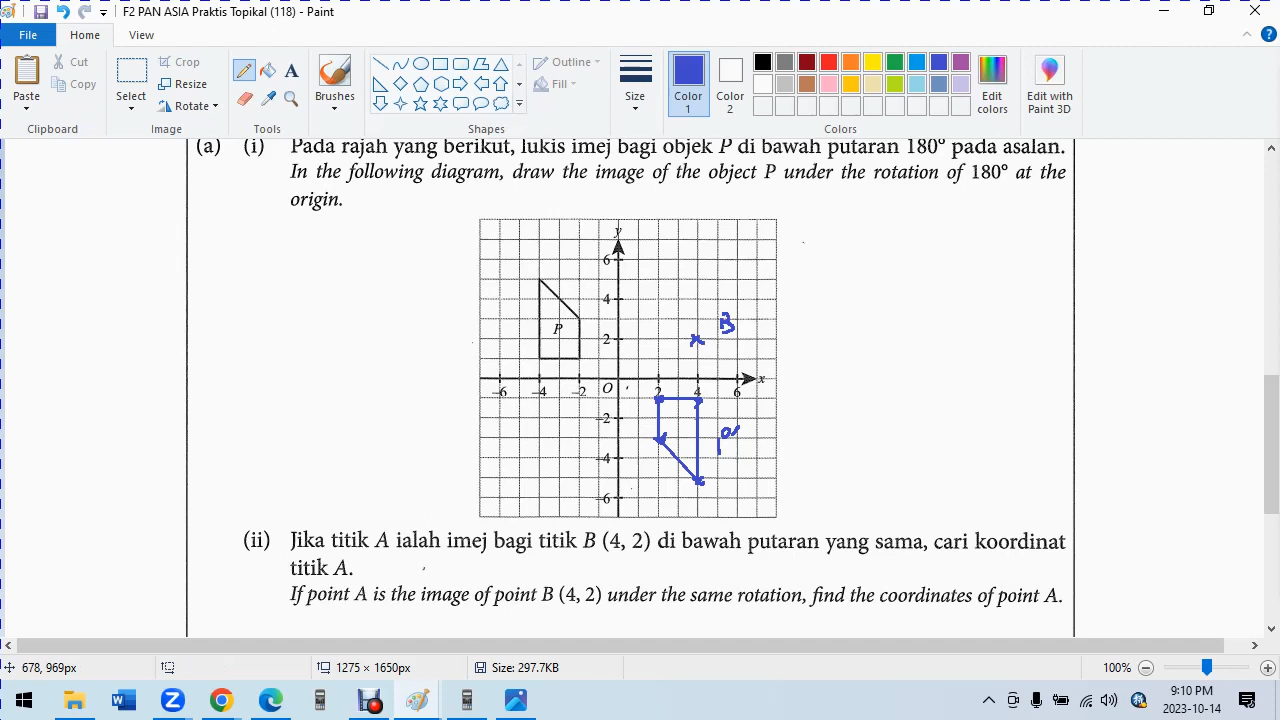 F2 PAN ASIA Praktis Topikal (118) - Paint
File Home View
Cut Crop Outline Edit
Paste Copy Select Resize Brushes Fill Size Color Color Edit Edit with
Rotate 1 2 colors Paint 3D
Clipboard Image Tools Shapes Colors
(a) (i) Pada rajah yang berikut, lukis imej bagi objek P di bawah putaran 180° pada asalan.
In the following diagram, draw the image of the object P under the rotation of 180° at the
origin.
y
6
4
B
P
2
O x
−6 −4 −2 2 4 6
−2
P'
−4
−6
(ii) Jika titik A ialah imej bagi titik B (4, 2) di bawah putaran yang sama, cari koordinat
titik A.
If point A is the image of point B (4, 2) under the same rotation, find the coordinates of point A.
678, 969px 1275 × 1650px Size: 297.7KB 100%
9:10 PM
2023-10-14